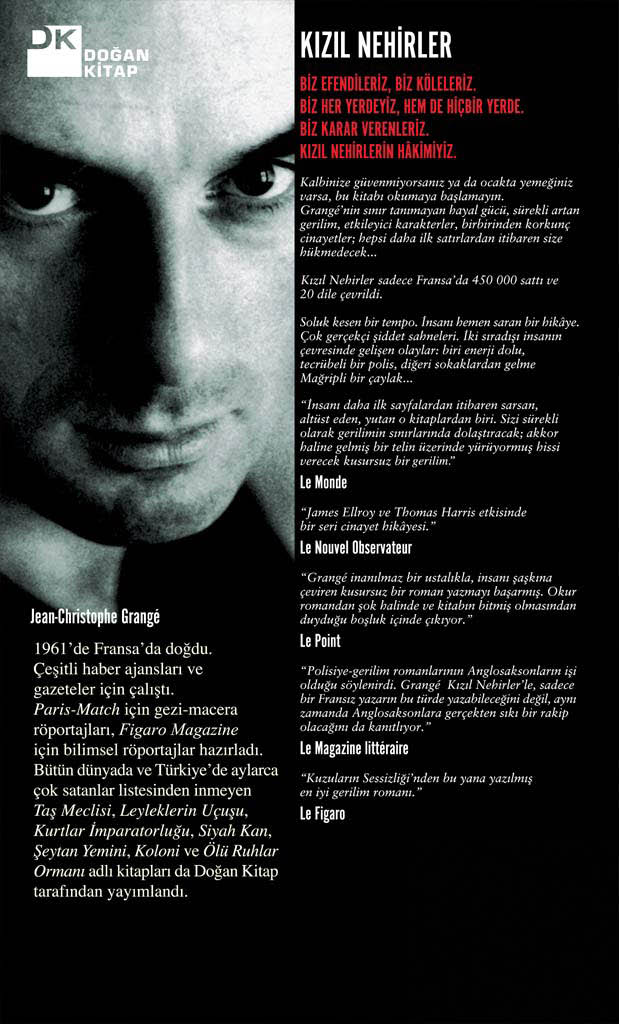 DK
DOĞAN
KİTAP
KIZIL NEHİRLER
BİZ EFENDİLERİZ, BİZ KÖLELERİZ.
BİZ HER YERDEYİZ, HEM DE HİÇBİR YERDE.
BİZ KARAR VERENLERİZ.
KIZIL NEHİRLERİN HÂKİMİYİZ.
Kalbinize güvenmiyorsanız ya da ocakta yemeğiniz
varsa, bu kitabı okumaya başlamayın.
Grangé'nin sınır tanımayan hayal gücü, sürekli artan
gerilim, etkileyici karakterler, birbirinden korkunç
cinayetler; hepsi daha ilk satırlardan itibaren size
hükmedecek...
Kızıl Nehirler sadece Fransa'da 450 000 sattı ve
20 dile çevrildi.
Soluk kesen bir tempo. İnsanı hemen saran bir hikâye.
Çok gerçekçi şiddet sahneleri. İki sıradışı insanın
çevresinde gelişen olaylar: biri enerji dolu,
tecrübeli bir polis, diğeri sokaklardan gelme
Mağripli bir çaylak...
“İnsanı daha ilk sayfalardan itibaren sarsan,
altüst eden, yutan o kitaplardan biri. Sizi sürekli
olarak gerilimin sınırlarında dolaştıracak; akkor
haline gelmiş bir telin üzerinde yürüyormuş hissi
verecek kusursuz bir gerilim.”
Le Monde
“James Ellroy ve Thomas Harris etkisinde
bir seri cinayet hikâyesi.”
Le Nouvel Observateur
“Grangé inanılmaz bir ustalıkla, insanı şaşkına
çeviren kusursuz bir roman yazmayı başarmış. Okur
romandan şok halinde ve kitabın bitmiş olmasından
duyduğu boşluk içinde çıkıyor.”
Le Point
“Polisiye-gerilim romanlarının Anglosaksonların işi
olduğu söylenirdi. Grangé Kızıl Nehirler'le, sadece
bir Fransız yazarın bu türde yazabileceğini değil, aynı
zamanda Anglosaksonlara gerçekten sıkı bir rakip
olacağını da kanıtlıyor.”
Le Magazine littéraire
“Kuzuların Sessizliği'nden bu yana yazılmış
en iyi gerilim romanı.”
Le Figaro
Jean-Christophe Grangé
1961'de Fransa'da doğdu.
Çeşitli haber ajansları ve
gazeteler için çalıştı.
Paris-Match için gezi-macera
röportajları, Figaro Magazine
için bilimsel röportajlar hazırladı.
Bütün dünyada ve Türkiye'de aylarca
çok satanlar listesinden inmeyen
Taş Meclisi, Leyleklerin Uçuşu,
Kurtlar İmparatorluğu, Siyah Kan,
Şeytan Yemini, Koloni ve Ölü Ruhlar
Ormanı adlı kitapları da Doğan Kitap
tarafından yayımlandı.